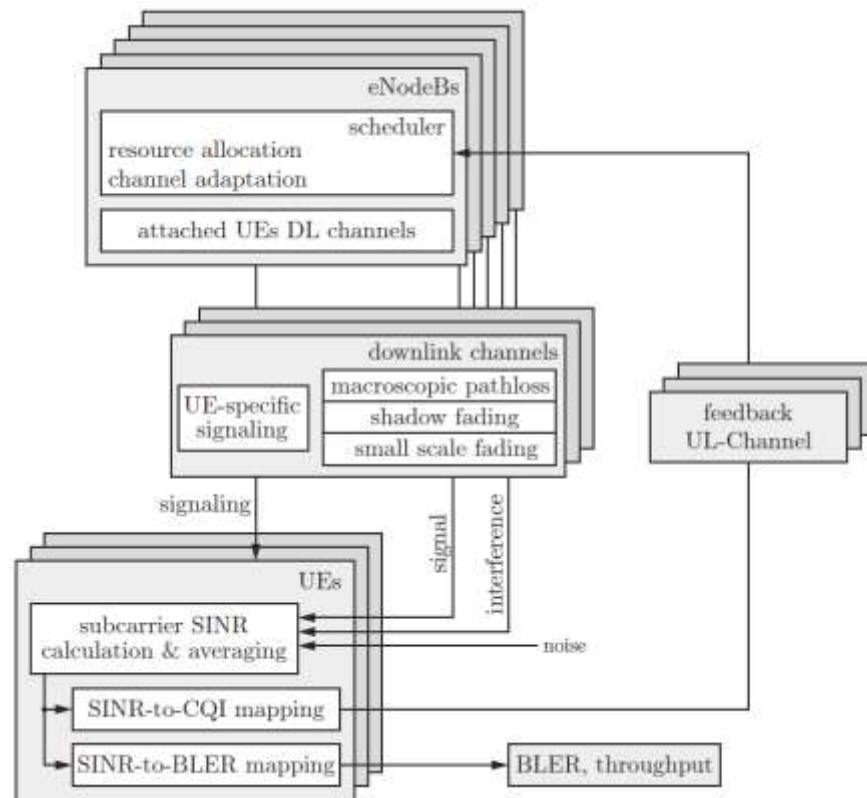 eNodeBs
scheduler
resource allocation
channel adaptation
attached UEs DL channels
downlink channels
UE-specific
signaling
macroscopic pathloss
shadow fading
small scale fading
feedback
UL-Channel
signaling
signal
interference
UEs
subcarrier SINR
calculation & averaging
noise
SINR-to-CQI mapping
SINR-to-BLER mapping
BLER, throughput